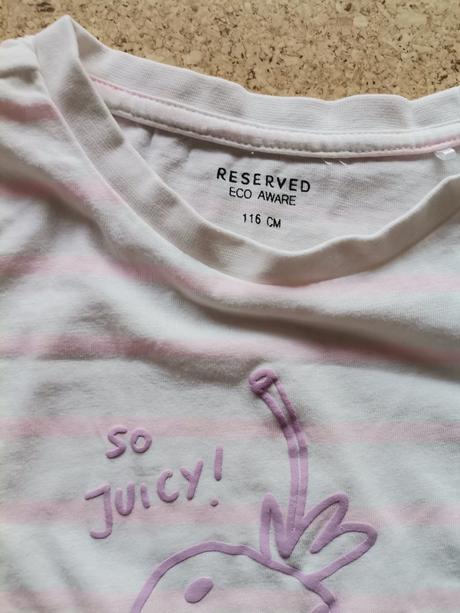 RESERVED
ECO AWARE
116 CM
SO
JUICY!